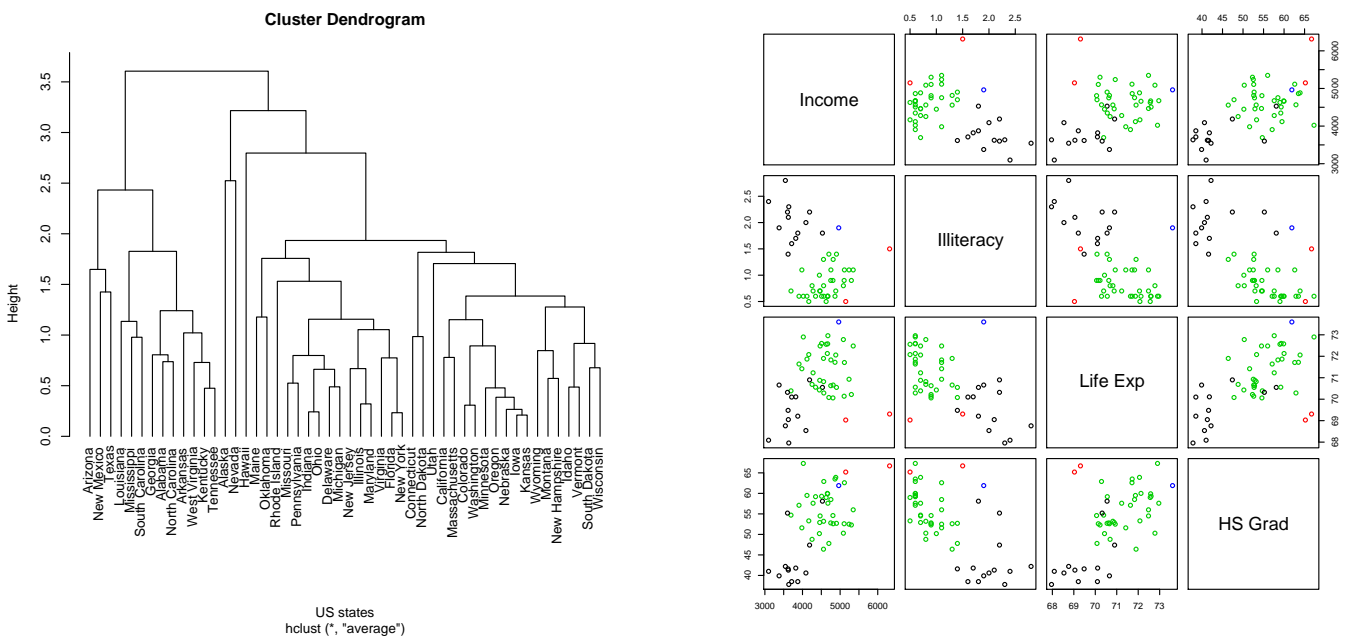 Cluster Dendrogram
Height
0.0 0.5 1.0 1.5 2.0 2.5 3.0 3.5
Arizona
New Mexico
Texas
Louisiana
Mississippi
South Carolina
Georgia
Alabama
North Carolina
Arkansas
West Virginia
Kentucky
Tennessee
Alaska
Nevada
Hawaii
Maine
Oklahoma
Rhode Island
Missouri
Pennsylvania
Indiana
Ohio
Delaware
Michigan
New Jersey
Illinois
Maryland
Virginia
Florida
New York
Connecticut
North Dakota
Utah
California
Massachusetts
Colorado
Washington
Minnesota
Oregon
Nebraska
Iowa
Kansas
Wyoming
Montana
New Hampshire
Idaho
Vermont
South Dakota
Wisconsin
US states
hclust (*, "average")
0.5 1.0 1.5 2.0 2.5
40 45 50 55 60 65
Income
3000 4000 5000 6000
0.5 1.0 1.5 2.0 2.5
Illiteracy
Life Exp
68 69 70 71 72 73
40 45 50 55 60 65
HS Grad
3000 4000 5000 6000
68 69 70 71 72 73